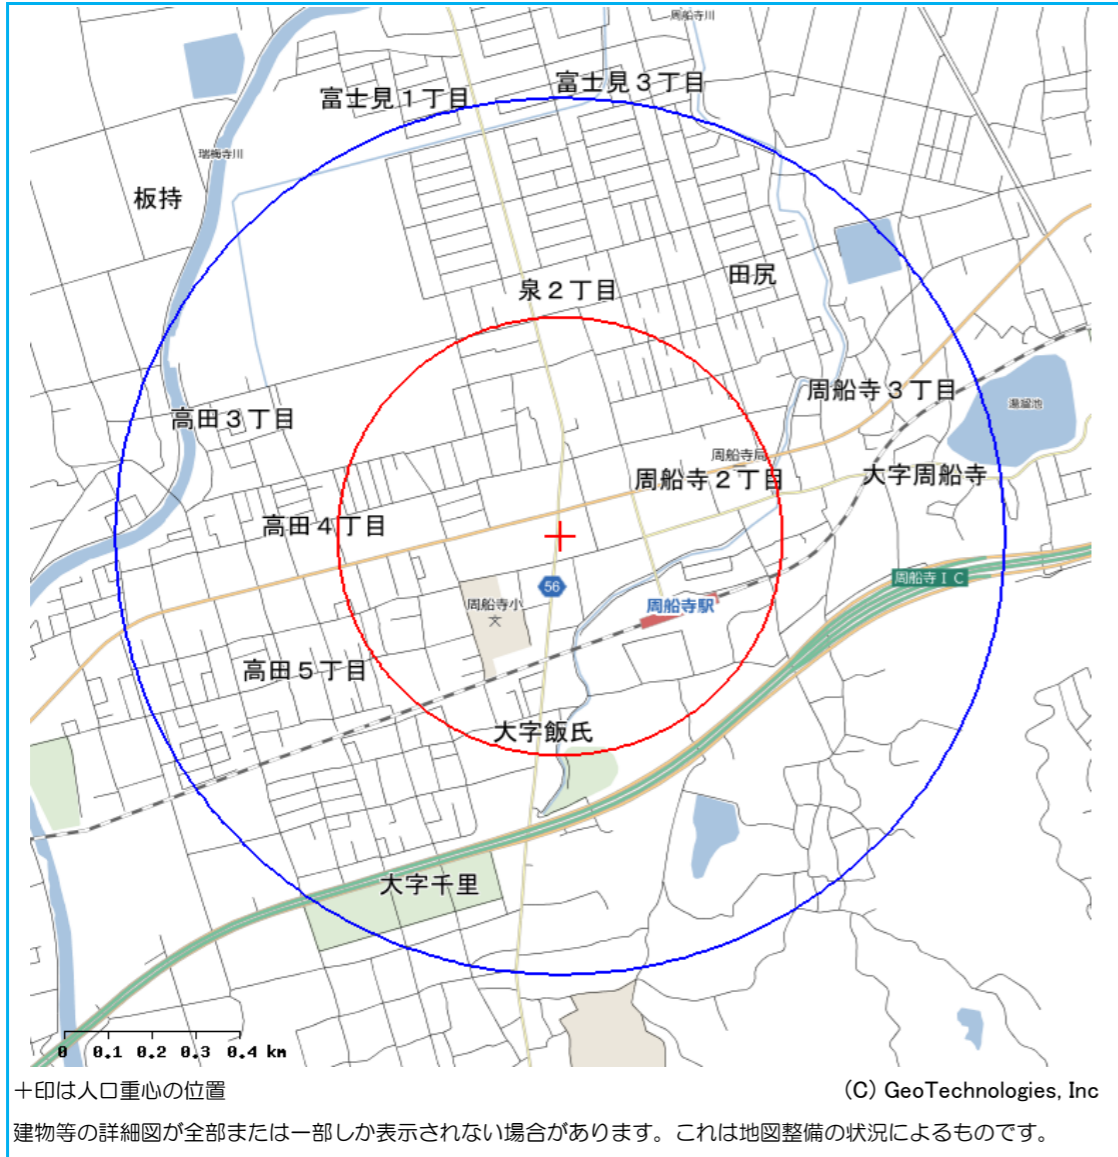 周船寺川
富士見３丁目
富士見１丁目
瑞梅寺川
板持
田尻
泉２丁目
周船寺３丁目
湯溜池
高田３丁目
周船寺局
周船寺２丁目
大字周船寺
高田４丁目
周船寺ＩＣ
56
周船寺小
文
周船寺駅
高田５丁目
大字飯氏
大字千里
0 0.1 0.2 0.3 0.4 km
＋印は人口重心の位置
(C) GeoTechnologies, Inc
建物等の詳細図が全部または一部しか表示されない場合があります。これは地図整備の状況によるものです。